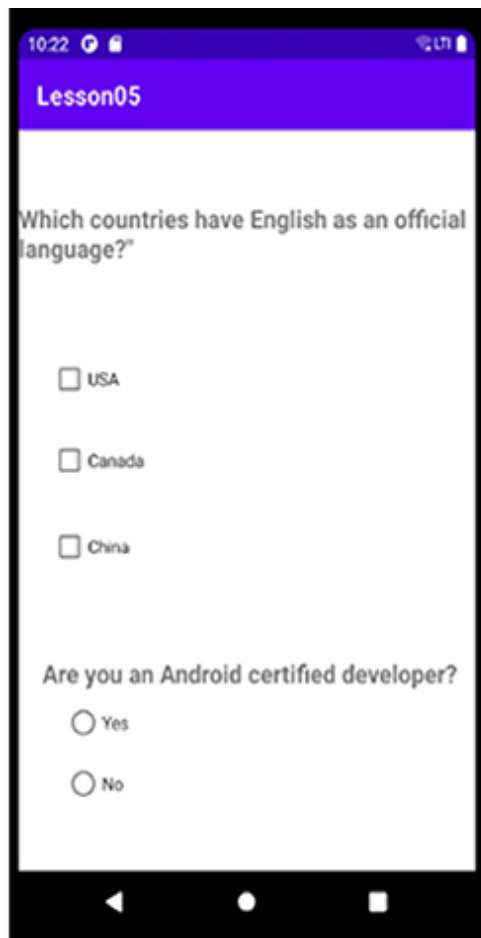 10:22 LTE
Lesson05
Which countries have English as an official
language?"
USA
Canada
China
Are you an Android certified developer?
Yes
No